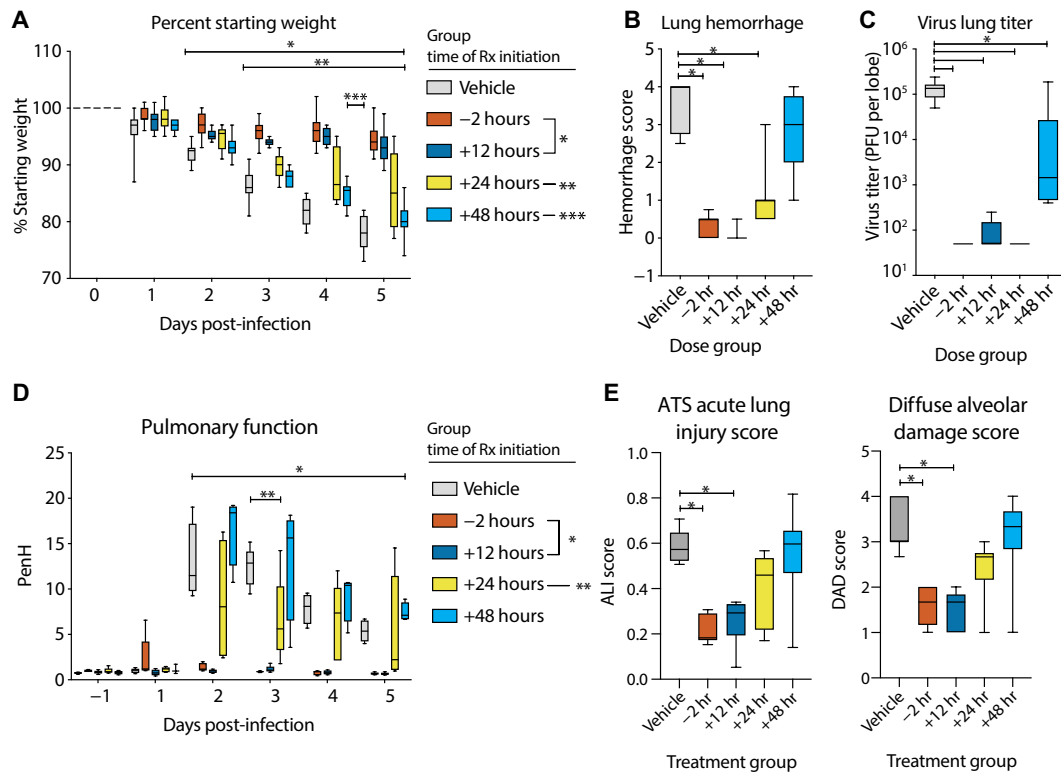 A
Percent starting weight
% Starting weight
110
100
90
80
70
*
**
***
0 1 2 3 4 5
Days post-infection
Group
time of Rx initiation
Vehicle
−2 hours
+12 hours
*
+24 hours **
+48 hours ***
B
Lung hemorrhage
Hemorrhage score
5
4
3
2
1
0
−1
*
*
*
Vehicle
−2 hr
+12 hr
+24 hr
+48 hr
Dose group
C
Virus lung titer
Virus titer (PFU per lobe)
10⁶
10⁵
10⁴
10³
10²
10¹
*
*
*
*
Vehicle
−2 hr
+12 hr
+24 hr
+48 hr
Dose group
D
Pulmonary function
PenH
25
20
15
10
5
0
*
**
−1 1 2 3 4 5
Days post-infection
Group
time of Rx initiation
Vehicle
−2 hours
+12 hours
*
+24 hours **
+48 hours
E
ATS acute lung
injury score
ALI score
1.0
0.8
0.6
0.4
0.2
0.0
*
*
Vehicle
−2 hr
+12 hr
+24 hr
+48 hr
Treatment group
Diffuse alveolar
damage score
DAD score
5
4
3
2
1
0
*
*
Vehicle
−2 hr
+12 hr
+24 hr
+48 hr
Treatment group